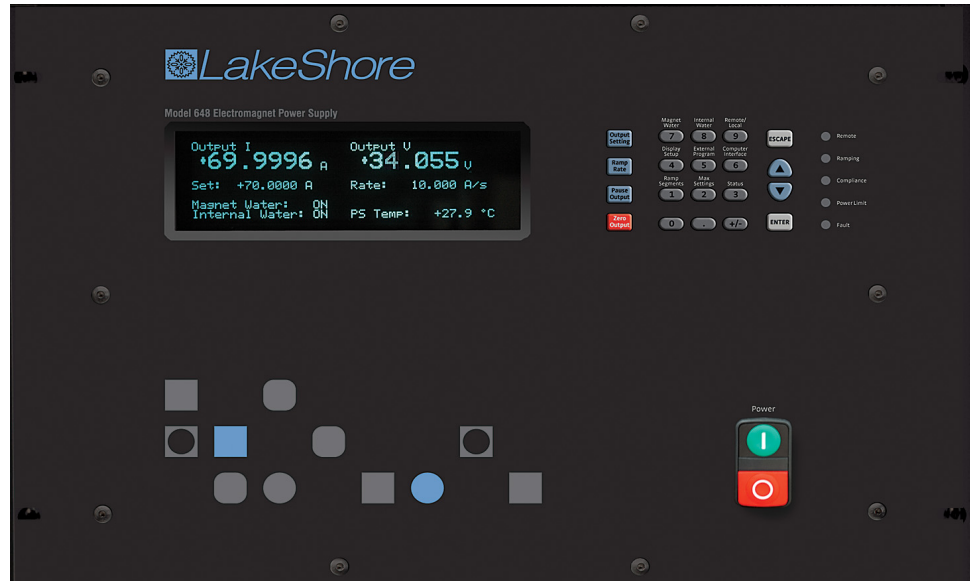 LakeShore
Model 648 Electromagnet Power Supply
Output I Output V
+69.9996 A +34.055 V
Set: +70.0000 A Rate: 10.000 A/s
Magnet Water: ON
Internal Water: ON PS Temp: +27.9 °C
Output Setting
Ramp Rate
Pause Output
Zero Output
Magnet Water
7
Internal Water
8
Remote/ Local
9
Display Setup
4
External Program
5
Computer Interface
6
Ramp Segments
1
Max Settings
2
Status
3
0
.
+/-
ESCAPE
ENTER
Remote
Ramping
Compliance
Power Limit
Fault
Power
I
O